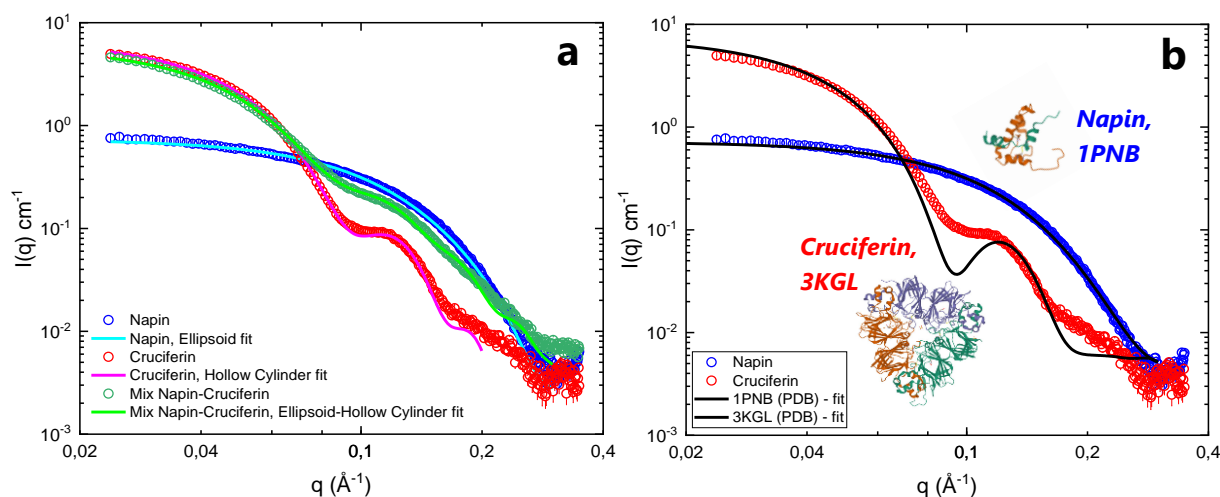 a
10¹
10⁰
10⁻¹
10⁻²
10⁻³
I(q) cm⁻¹
Napin
Napin, Ellipsoid fit
Cruciferin
Cruciferin, Hollow Cylinder fit
Mix Napin-Cruciferin
Mix Napin-Cruciferin, Ellipsoid-Hollow Cylinder fit
0,02 0,04 0,1 0,2 0,4
q (Å⁻¹)
b
10¹
10⁰
10⁻¹
10⁻²
10⁻³
I(q) cm⁻¹
Napin,
1PNB
Cruciferin,
3KGL
Napin
Cruciferin
1PNB (PDB) - fit
3KGL (PDB) - fit
0,02 0,04 0,1 0,2 0,4
q (Å⁻¹)